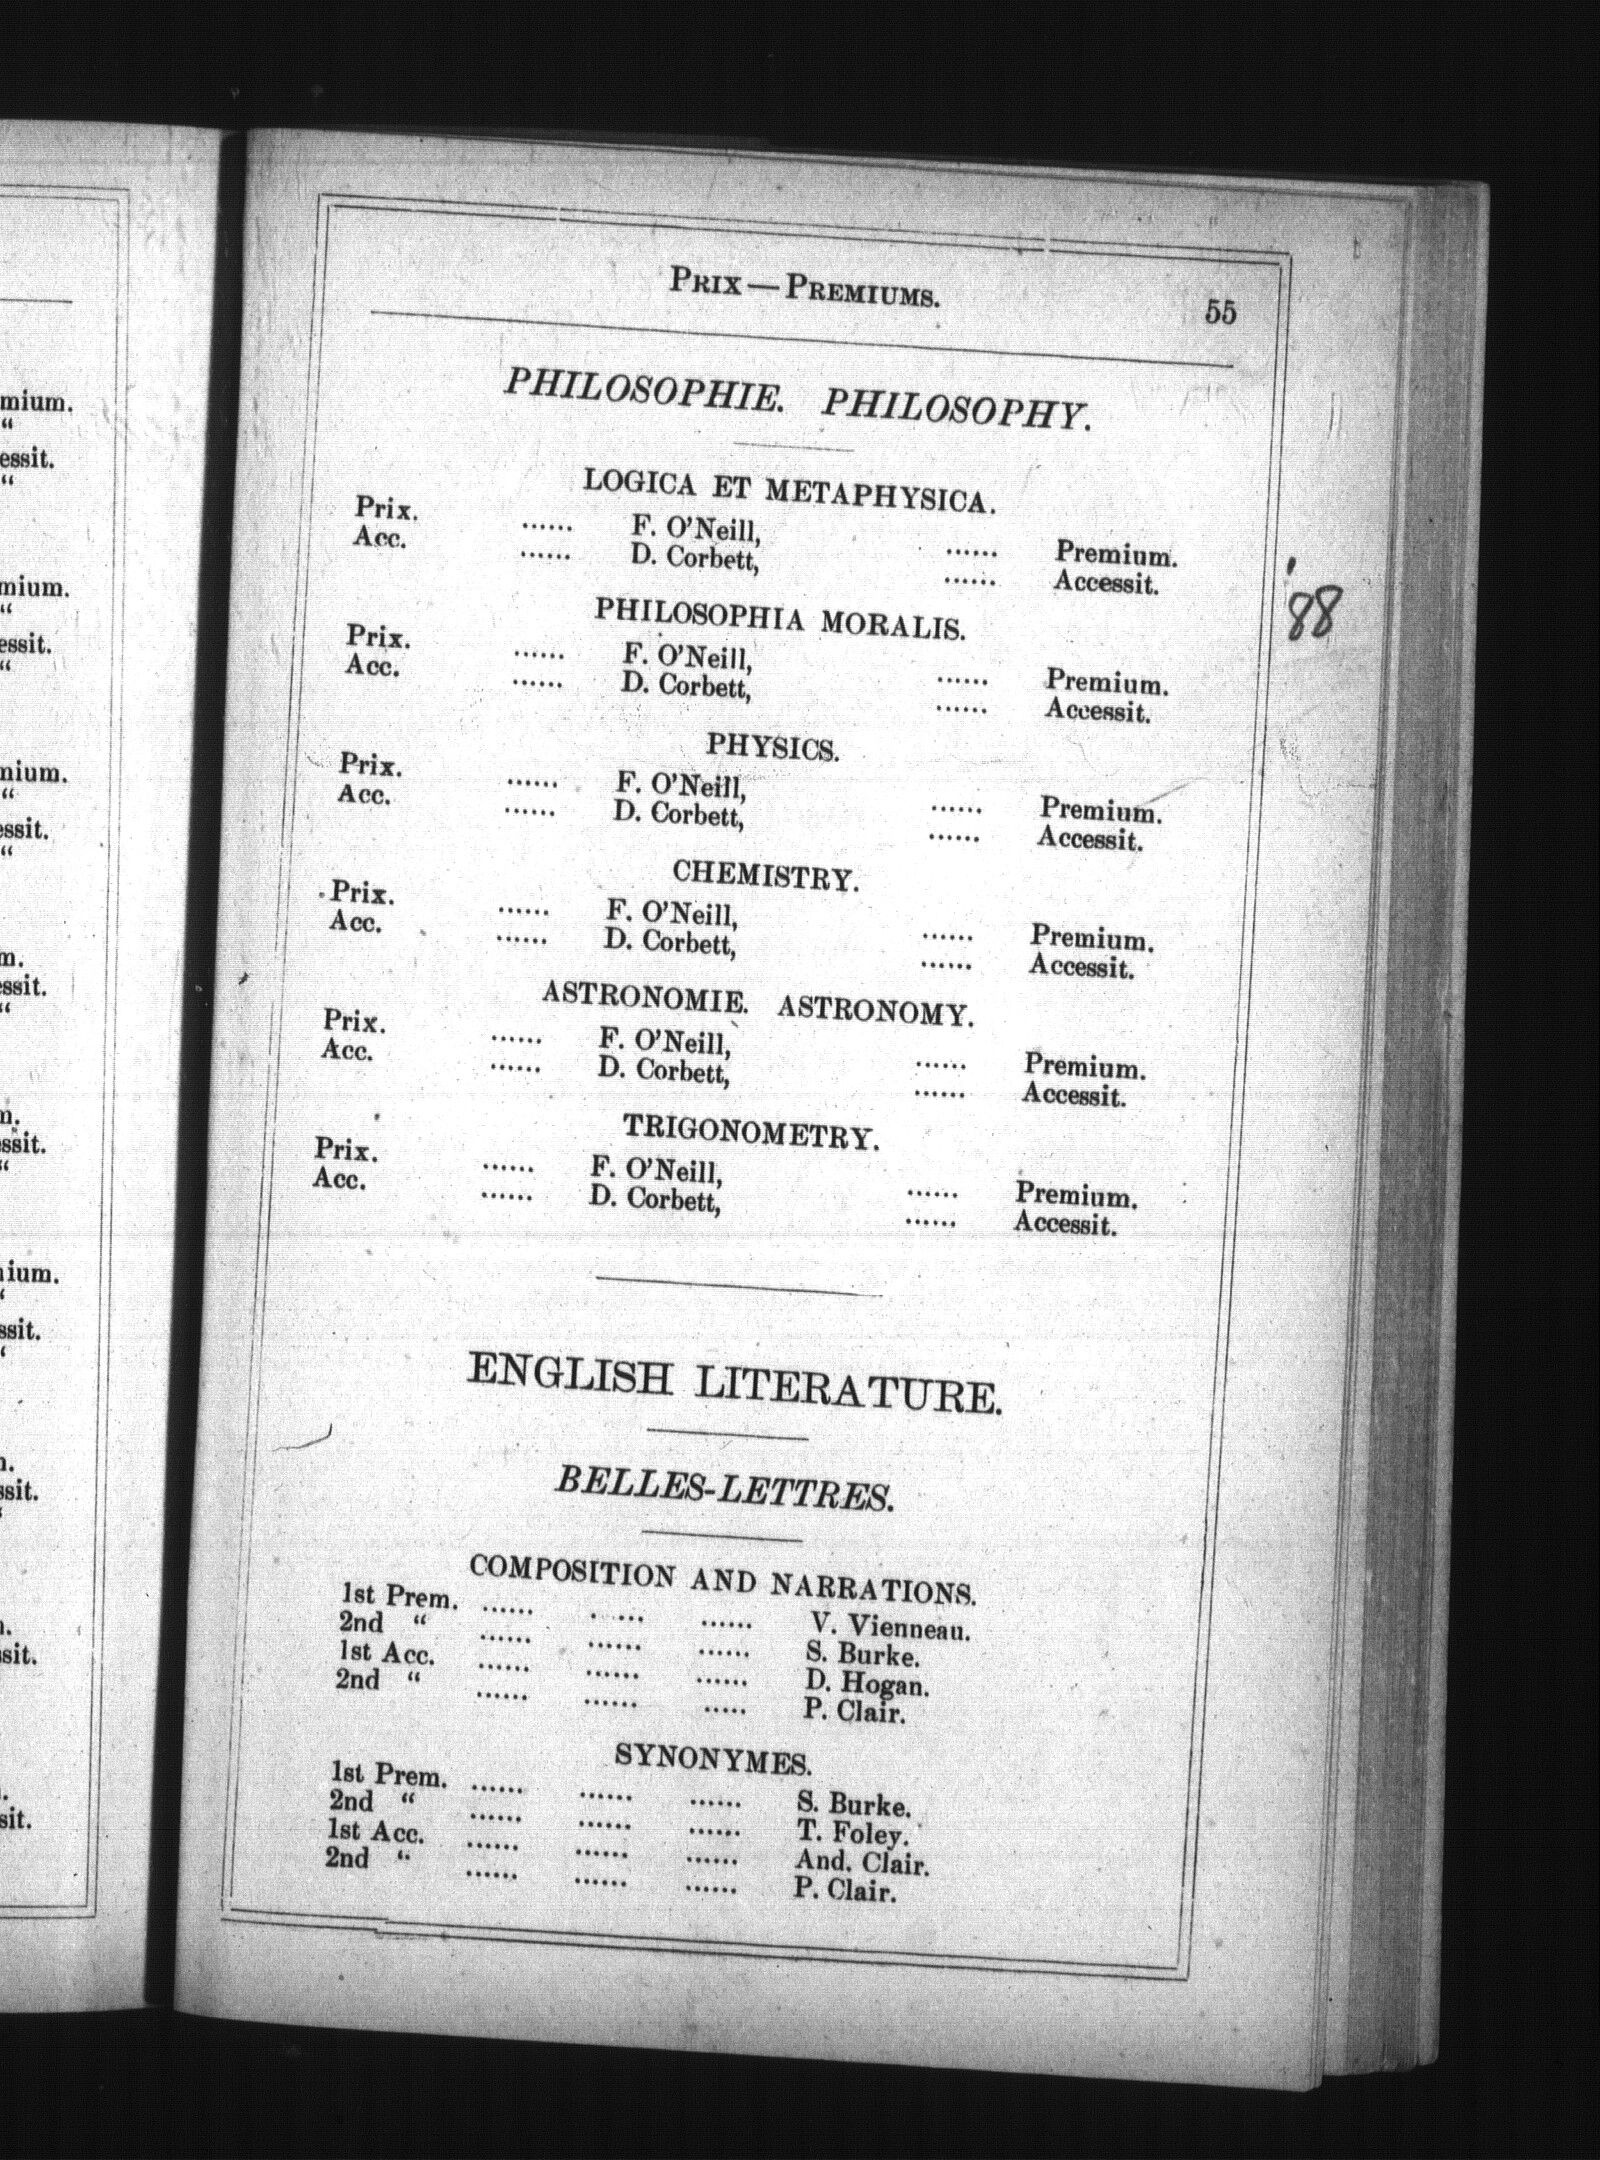 PRIX — PREMIUMS. 55
PHILOSOPHIE. PHILOSOPHY.
LOGICA ET METAPHYSICA.
Prix. ...... F. O'Neill, ...... Premium.
Acc. ...... D. Corbett, ...... Accessit.
'88
PHILOSOPHIA MORALIS.
Prix. ...... F. O'Neill, ...... Premium.
Acc. ...... D. Corbett, ...... Accessit.
PHYSICS.
Prix. ...... F. O'Neill, ...... Premium.
Acc. ...... D. Corbett, ...... Accessit.
CHEMISTRY.
Prix. ...... F. O'Neill, ...... Premium.
Acc. ...... D. Corbett, ...... Accessit.
ASTRONOMIE. ASTRONOMY.
Prix. ...... F. O'Neill, ...... Premium.
Acc. ...... D. Corbett, ...... Accessit.
TRIGONOMETRY.
Prix. ...... F. O'Neill, ...... Premium.
Acc. ...... D. Corbett, ...... Accessit.
ENGLISH LITERATURE.
BELLES-LETTRES.
COMPOSITION AND NARRATIONS.
1st Prem. ...... . ... ...... V. Vienneau.
2nd “ ...... ...... ...... S. Burke.
1st Acc. ...... ...... ...... D. Hogan.
2nd “ ...... ...... ..... P. Clair.
SYNONYMES.
1st Prem. ...... ...... ...... S. Burke.
2nd “ ...... ...... ...... T. Foley.
1st Acc. ...... ...... ...... And. Clair.
2nd “ ...... ...... ...... P. Clair.